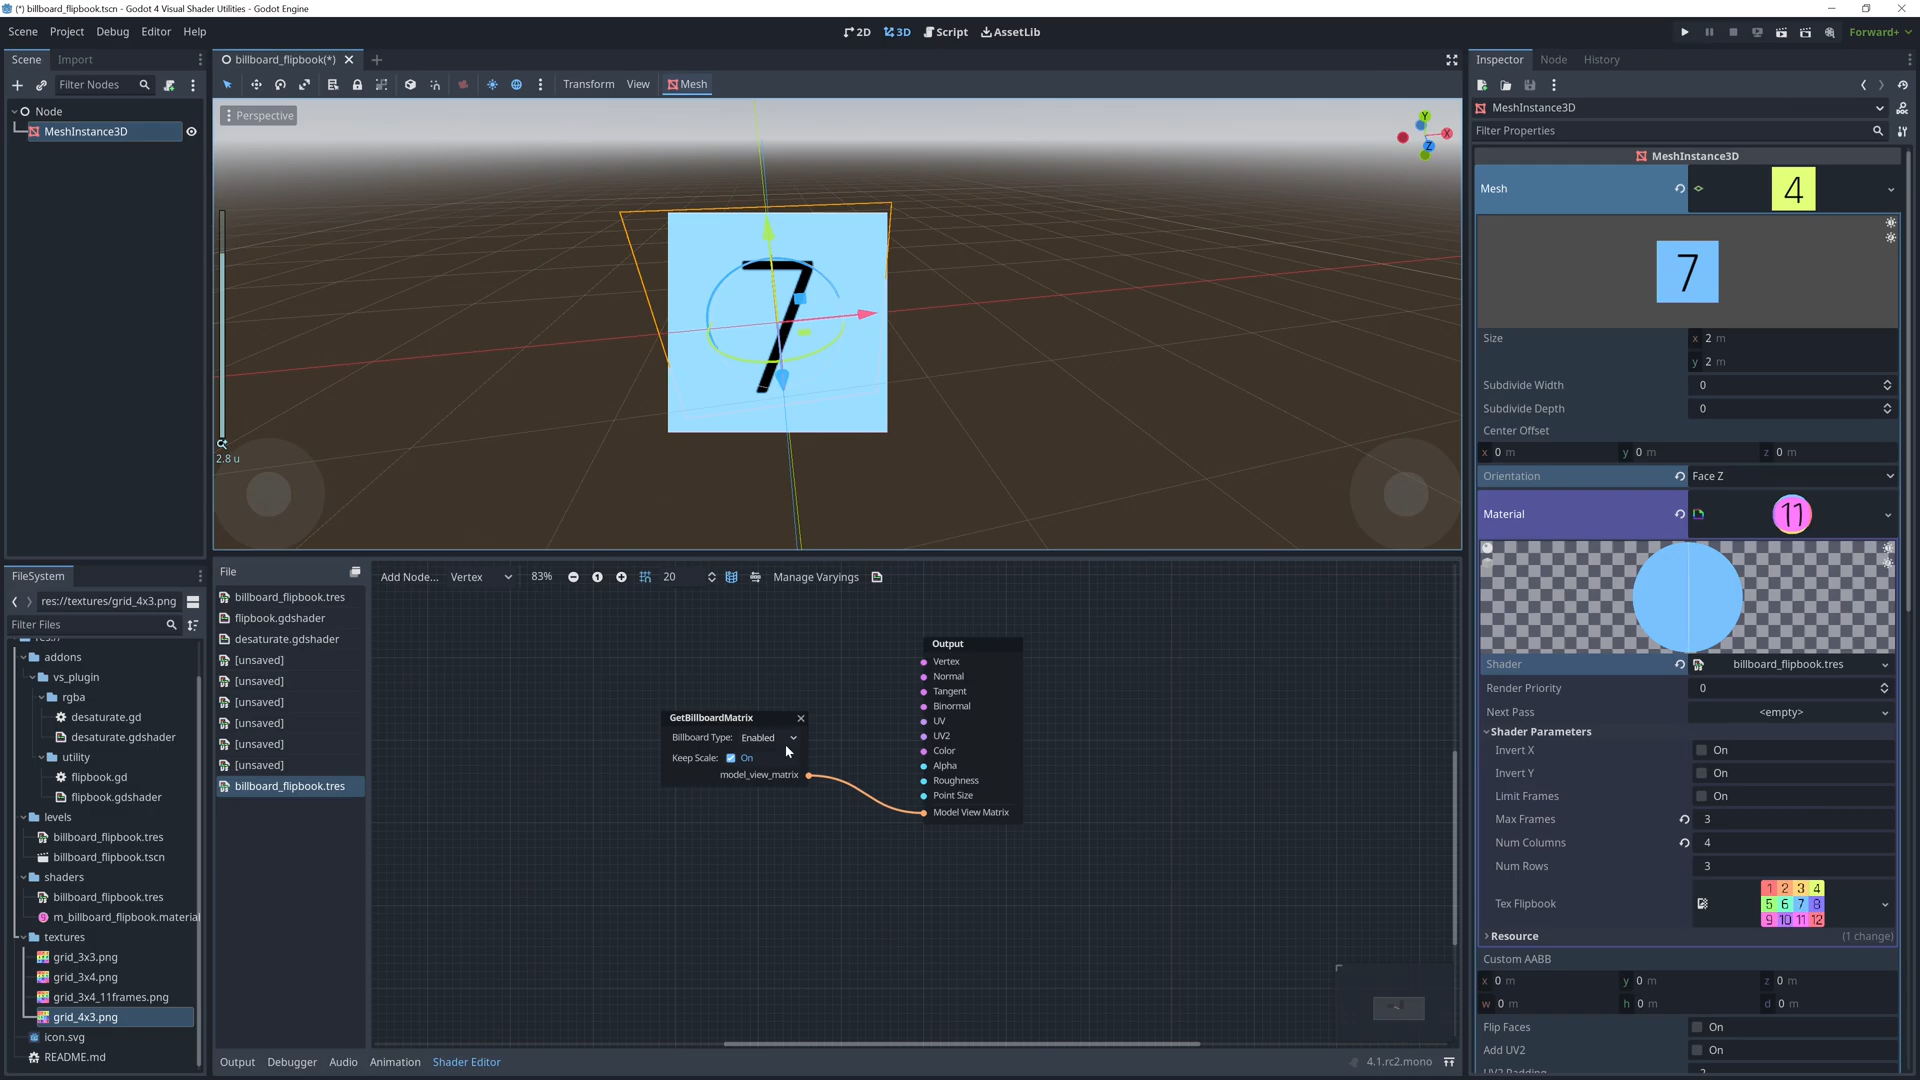 (*) billboard_flipbook.tscn - Godot 4 Visual Shader Utilities - Godot Engine
Scene Project Debug Editor Help
2D 3D Script AssetLib
Forward+
Scene Import
Filter Nodes
Node
MeshInstance3D
billboard_flipbook(*)
Transform View Mesh
Perspective
Y
X
Z
7
2.8 u
FileSystem
res://textures/grid_4x3.png
Filter Files
addons
vs_plugin
rgba
desaturate.gd
desaturate.gdshader
utility
flipbook.gd
flipbook.gdshader
levels
billboard_flipbook.tres
billboard_flipbook.tscn
shaders
billboard_flipbook.tres
m_billboard_flipbook.material
textures
grid_3x3.png
grid_3x4.png
grid_3x4_11frames.png
grid_4x3.png
icon.svg
README.md
File
billboard_flipbook.tres
flipbook.gdshader
desaturate.gdshader
[unsaved]
[unsaved]
[unsaved]
[unsaved]
[unsaved]
[unsaved]
billboard_flipbook.tres
Add Node... Vertex 83% 1 20 Manage Varyings
GetBillboardMatrix
Billboard Type: Enabled
Keep Scale: On
model_view_matrix
Output
Vertex
Normal
Tangent
Binormal
UV
UV2
Color
Alpha
Roughness
Point Size
Model View Matrix
Output Debugger Audio Animation Shader Editor
4.1.rc2.mono
Inspector Node History
MeshInstance3D
Filter Properties
MeshInstance3D
Mesh 4
7
Size x 2 m
y 2 m
Subdivide Width 0
Subdivide Depth 0
Center Offset
x 0 m y 0 m z 0 m
Orientation Face Z
Material 11
Shader billboard_flipbook.tres
Render Priority 0
Next Pass <empty>
Shader Parameters
Invert X On
Invert Y On
Limit Frames On
Max Frames 3
Num Columns 4
Num Rows 3
Tex Flipbook
1 2 3 4
5 6 7 8
9 10 11 12
Resource (1 change)
Custom AABB
x 0 m y 0 m z 0 m
w 0 m h 0 m d 0 m
Flip Faces On
Add UV2 On